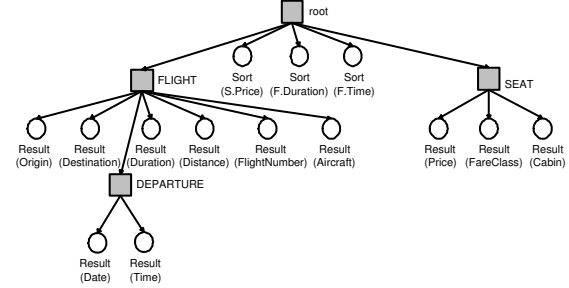 root
FLIGHT
Sort Sort Sort
(S.Price) (F.Duration) (F.Time)
SEAT
Result Result Result Result Result Result
(Origin) (Destination) (Duration) (Distance) (FlightNumber) (Aircraft)
Result Result Result
(Price) (FareClass) (Cabin)
DEPARTURE
Result Result
(Date) (Time)